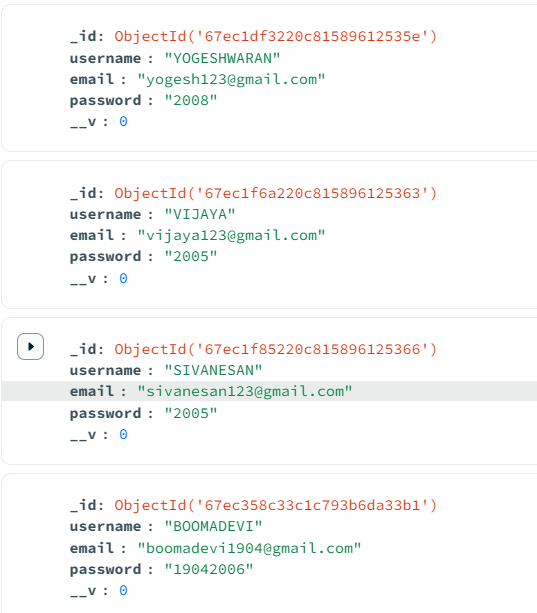 _id: ObjectId('67ec1df3220c81589612535e')
username : "YOGESHWARAN"
email : "yogesh123@gmail.com"
password : "2008"
__v : 0
_id: ObjectId('67ec1f6a220c815896125363')
username : "VIJAYA"
email : "vijaya123@gmail.com"
password : "2005"
__v : 0
_id: ObjectId('67ec1f85220c815896125366')
username : "SIVANESAN"
email : "sivanesan123@gmail.com"
password : "2005"
__v : 0
_id: ObjectId('67ec358c33c1c793b6da33b1')
username : "BOOMADEVI"
email : "boomadevi1904@gmail.com"
password : "19042006"
__v : 0